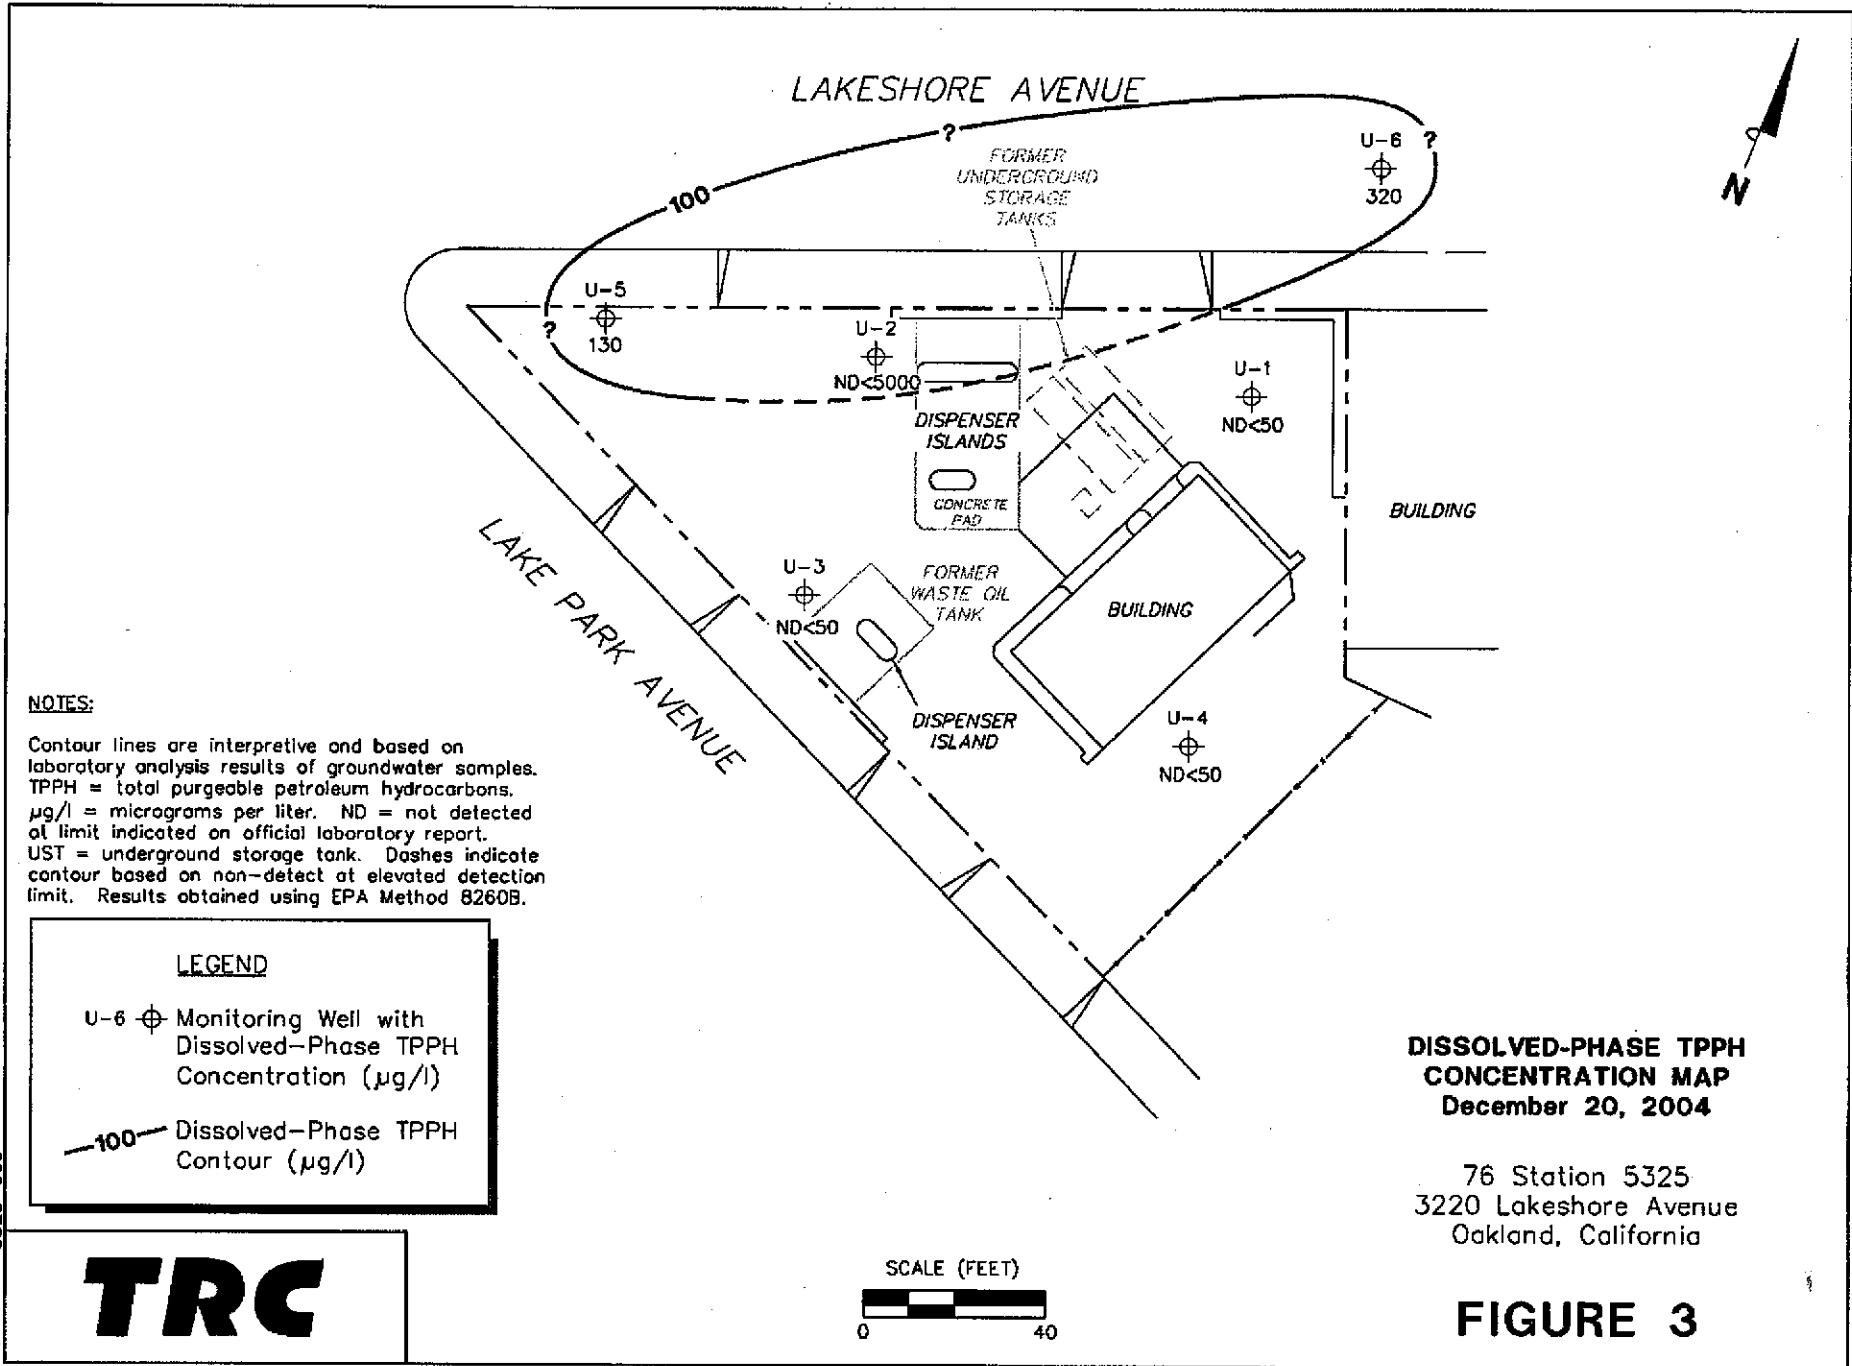 LAKESHORE AVENUE
?
?
U-6
320
FORMER
UNDERGROUND
STORAGE
TANKS
100
N
U-5
?
130
U-2
ND<5000
U-1
ND<50
DISPENSER
ISLANDS
CONCRETE
PAD
BUILDING
LAKE PARK AVENUE
U-3
ND<50
FORMER
WASTE OIL
TANK
BUILDING
DISPENSER
ISLAND
U-4
ND<50
NOTES:
Contour lines are interpretive and based on
laboratory analysis results of groundwater samples.
TPPH = total purgeable petroleum hydrocarbons.
µg/l = micrograms per liter. ND = not detected
at limit indicated on official laboratory report.
UST = underground storage tank. Dashes indicate
contour based on non-detect at elevated detection
limit. Results obtained using EPA Method 8260B.
LEGEND
U-6 Monitoring Well with
Dissolved-Phase TPPH
Concentration (µg/l)
100 Dissolved-Phase TPPH
Contour (µg/l)
TRC
SCALE (FEET)
0 40
DISSOLVED-PHASE TPPH
CONCENTRATION MAP
December 20, 2004
76 Station 5325
3220 Lakeshore Avenue
Oakland, California
FIGURE 3